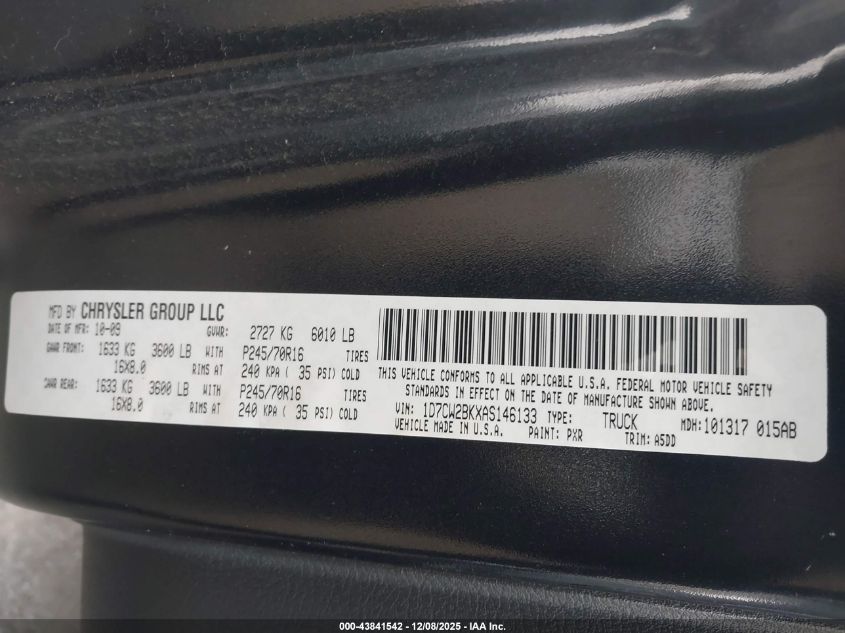 MFD BY CHRYSLER GROUP LLC
DATE OF MFR: 10-09 GVWR: 2727 KG 6010 LB
GAWR FRONT: 1633 KG 3600 LB WITH P245/70R16 TIRES
16X8.0 RIMS AT 240 KPA ( 35 PSI) COLD
GAWR REAR: 1633 KG 3600 LB WITH P245/70R16 TIRES
16X8.0 RIMS AT 240 KPA ( 35 PSI) COLD
THIS VEHICLE CONFORMS TO ALL APPLICABLE U.S.A. FEDERAL MOTOR VEHICLE SAFETY
STANDARDS IN EFFECT ON THE DATE OF MANUFACTURE SHOWN ABOVE.
VIN: 1D7CW2BKXAS146133 TYPE: TRUCK MDH: 101317 015AB
VEHICLE MADE IN U.S.A. PAINT: PXR TRIM: A5DD
000-43841542 - 12/08/2025 - IAA Inc.